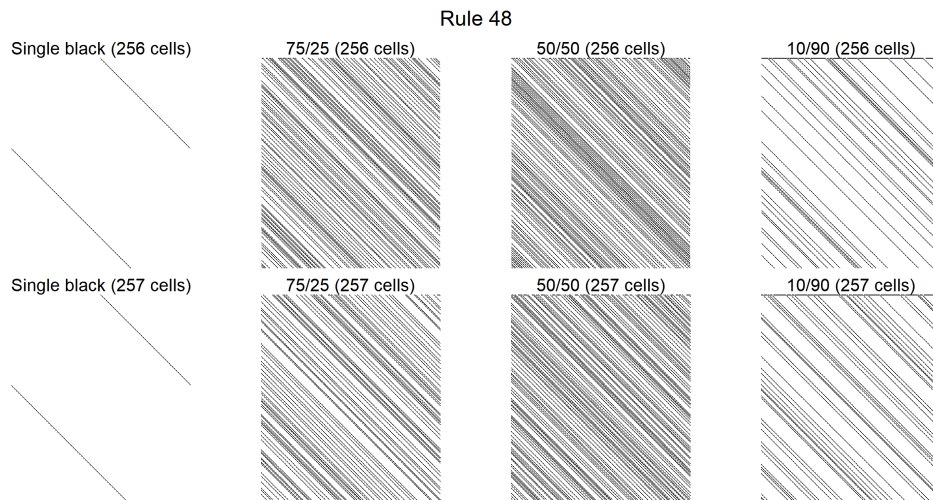 Rule 48
Single black (256 cells)
75/25 (256 cells)
50/50 (256 cells)
10/90 (256 cells)
Single black (257 cells)
75/25 (257 cells)
50/50 (257 cells)
10/90 (257 cells)